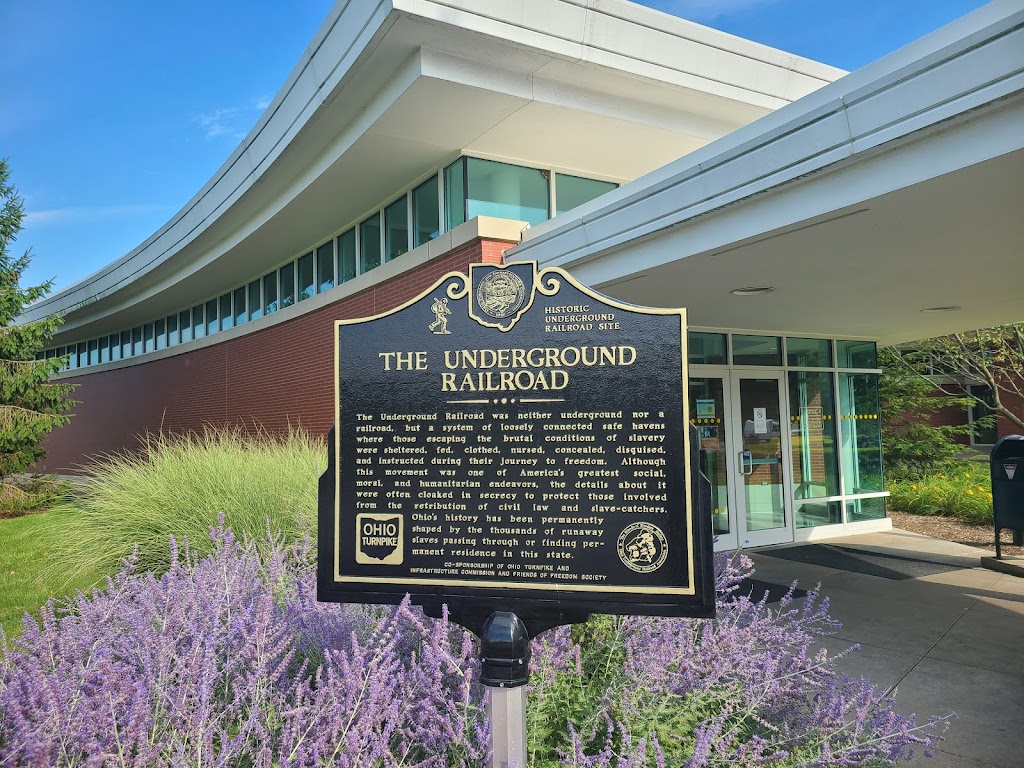 HISTORIC
UNDERGROUND
RAILROAD SITE
THE UNDERGROUND
RAILROAD
The Underground Railroad was neither underground nor a
railroad, but a system of loosely connected safe havens
where those escaping the brutal conditions of slavery
were sheltered, fed, clothed, nursed, concealed, disguised,
and instructed during their journey to freedom. Although
this movement was one of America's greatest social,
moral, and humanitarian endeavors, the details about it
were often cloaked in secrecy to protect those involved
from the retribution of civil law and slave-catchers.
Ohio's history has been permanently
shaped by the thousands of runaway
slaves passing through or finding per-
manent residence in this state.
OHIO
TURNPIKE
CO-SPONSORSHIP OF OHIO TURNPIKE AND
INFRASTRUCTURE COMMISSION AND FRIENDS OF FREEDOM SOCIETY